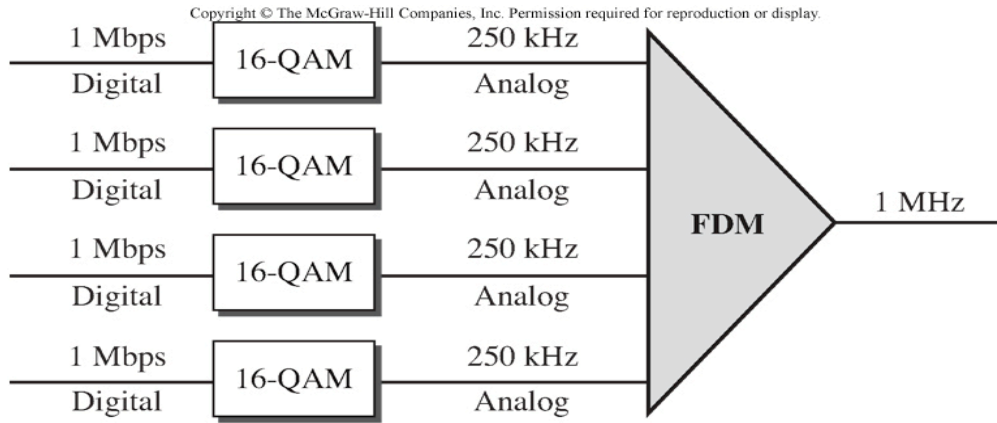 Copyright © The McGraw-Hill Companies, Inc. Permission required for reproduction or display.
1 Mbps
Digital
16-QAM
250 kHz
Analog
1 Mbps
Digital
16-QAM
250 kHz
Analog
1 Mbps
Digital
16-QAM
250 kHz
Analog
1 Mbps
Digital
16-QAM
250 kHz
Analog
FDM
1 MHz